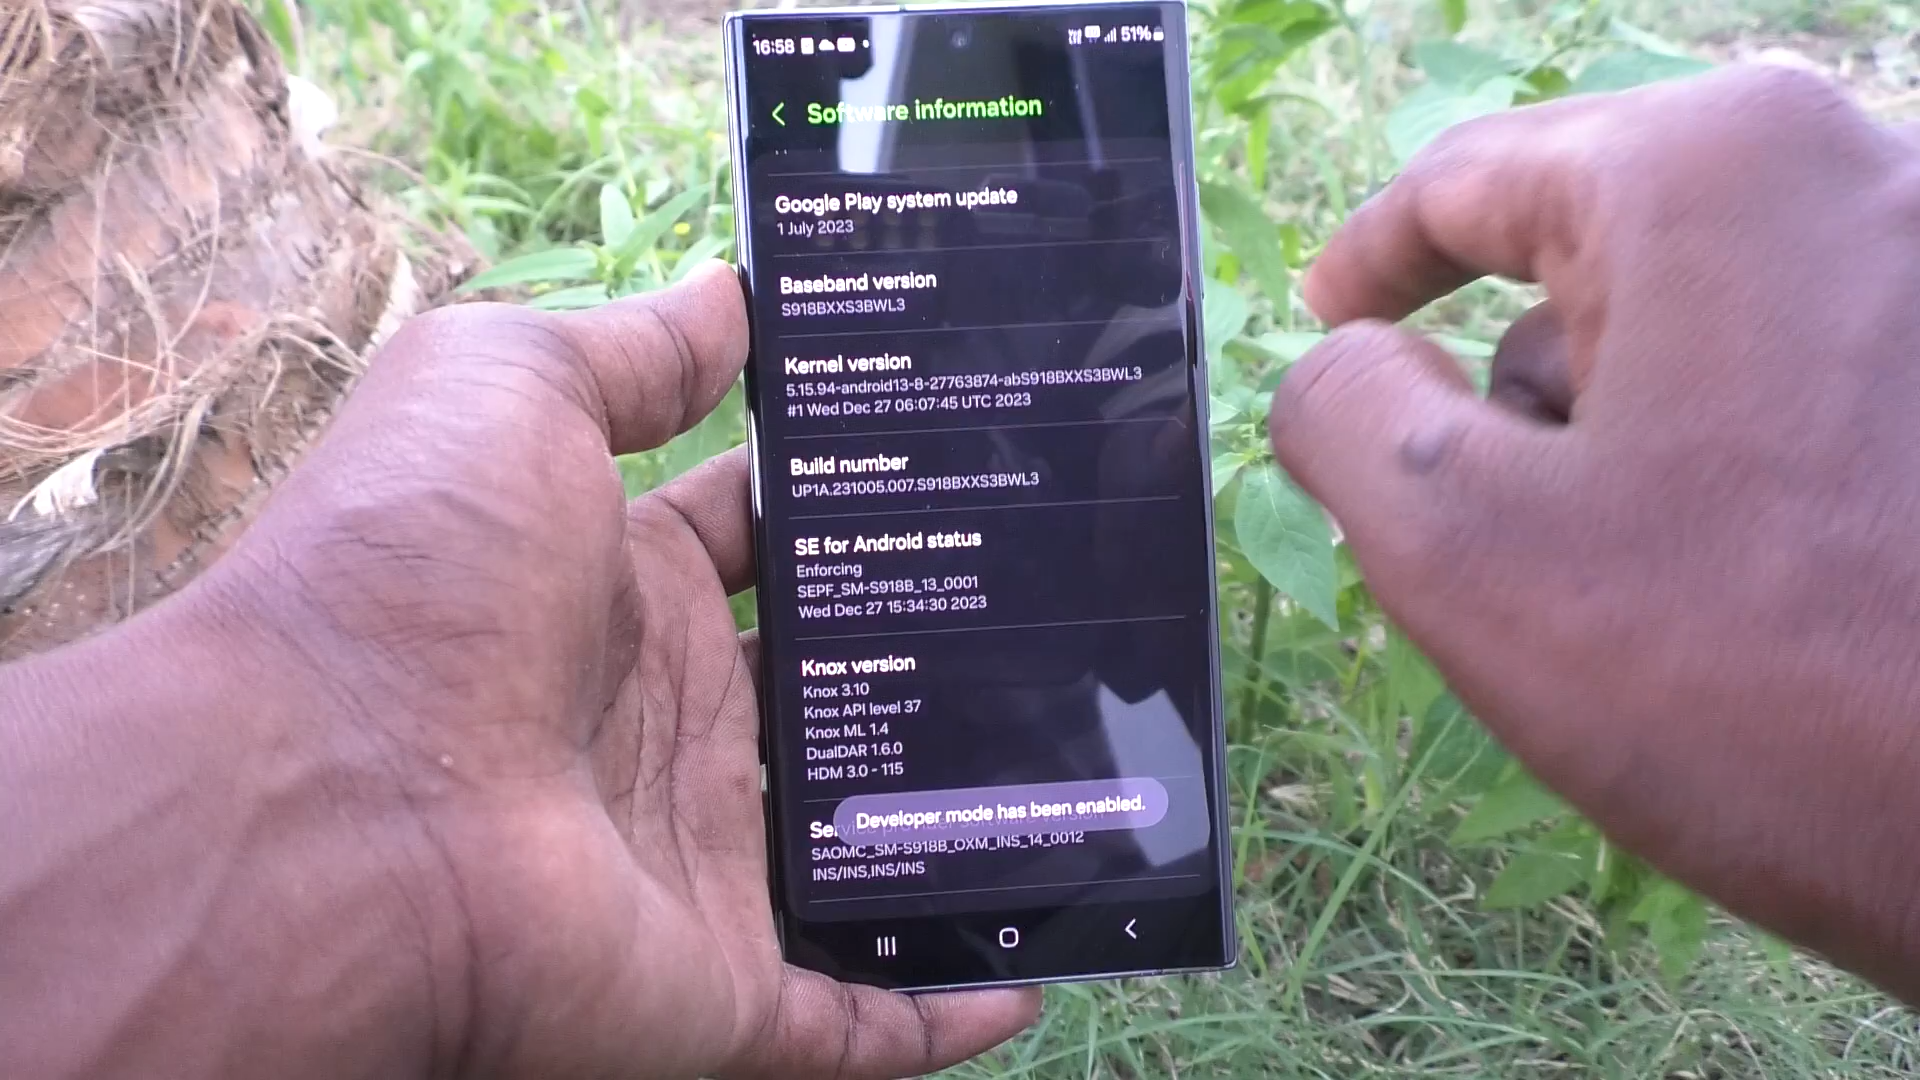 16:58
51%
Software information
Google Play system update
1 July 2023
Baseband version
S918BXXS3BWL3
Kernel version
5.15.94-android13-8-27763874-abS918BXXS3BWL3
#1 Wed Dec 27 06:07:45 UTC 2023
Build number
UP1A.231005.007.S918BXXS3BWL3
SE for Android status
Enforcing
SEPF_SM-S918B_13_0001
Wed Dec 27 15:34:30 2023
Knox version
Knox 3.10
Knox API level 37
Knox ML 1.4
DualDAR 1.6.0
HDM 3.0 - 115
Developer mode has been enabled.
Service provider software version
SAOMC_SM-S918B_OXM_INS_14_0012
INS/INS,INS/INS